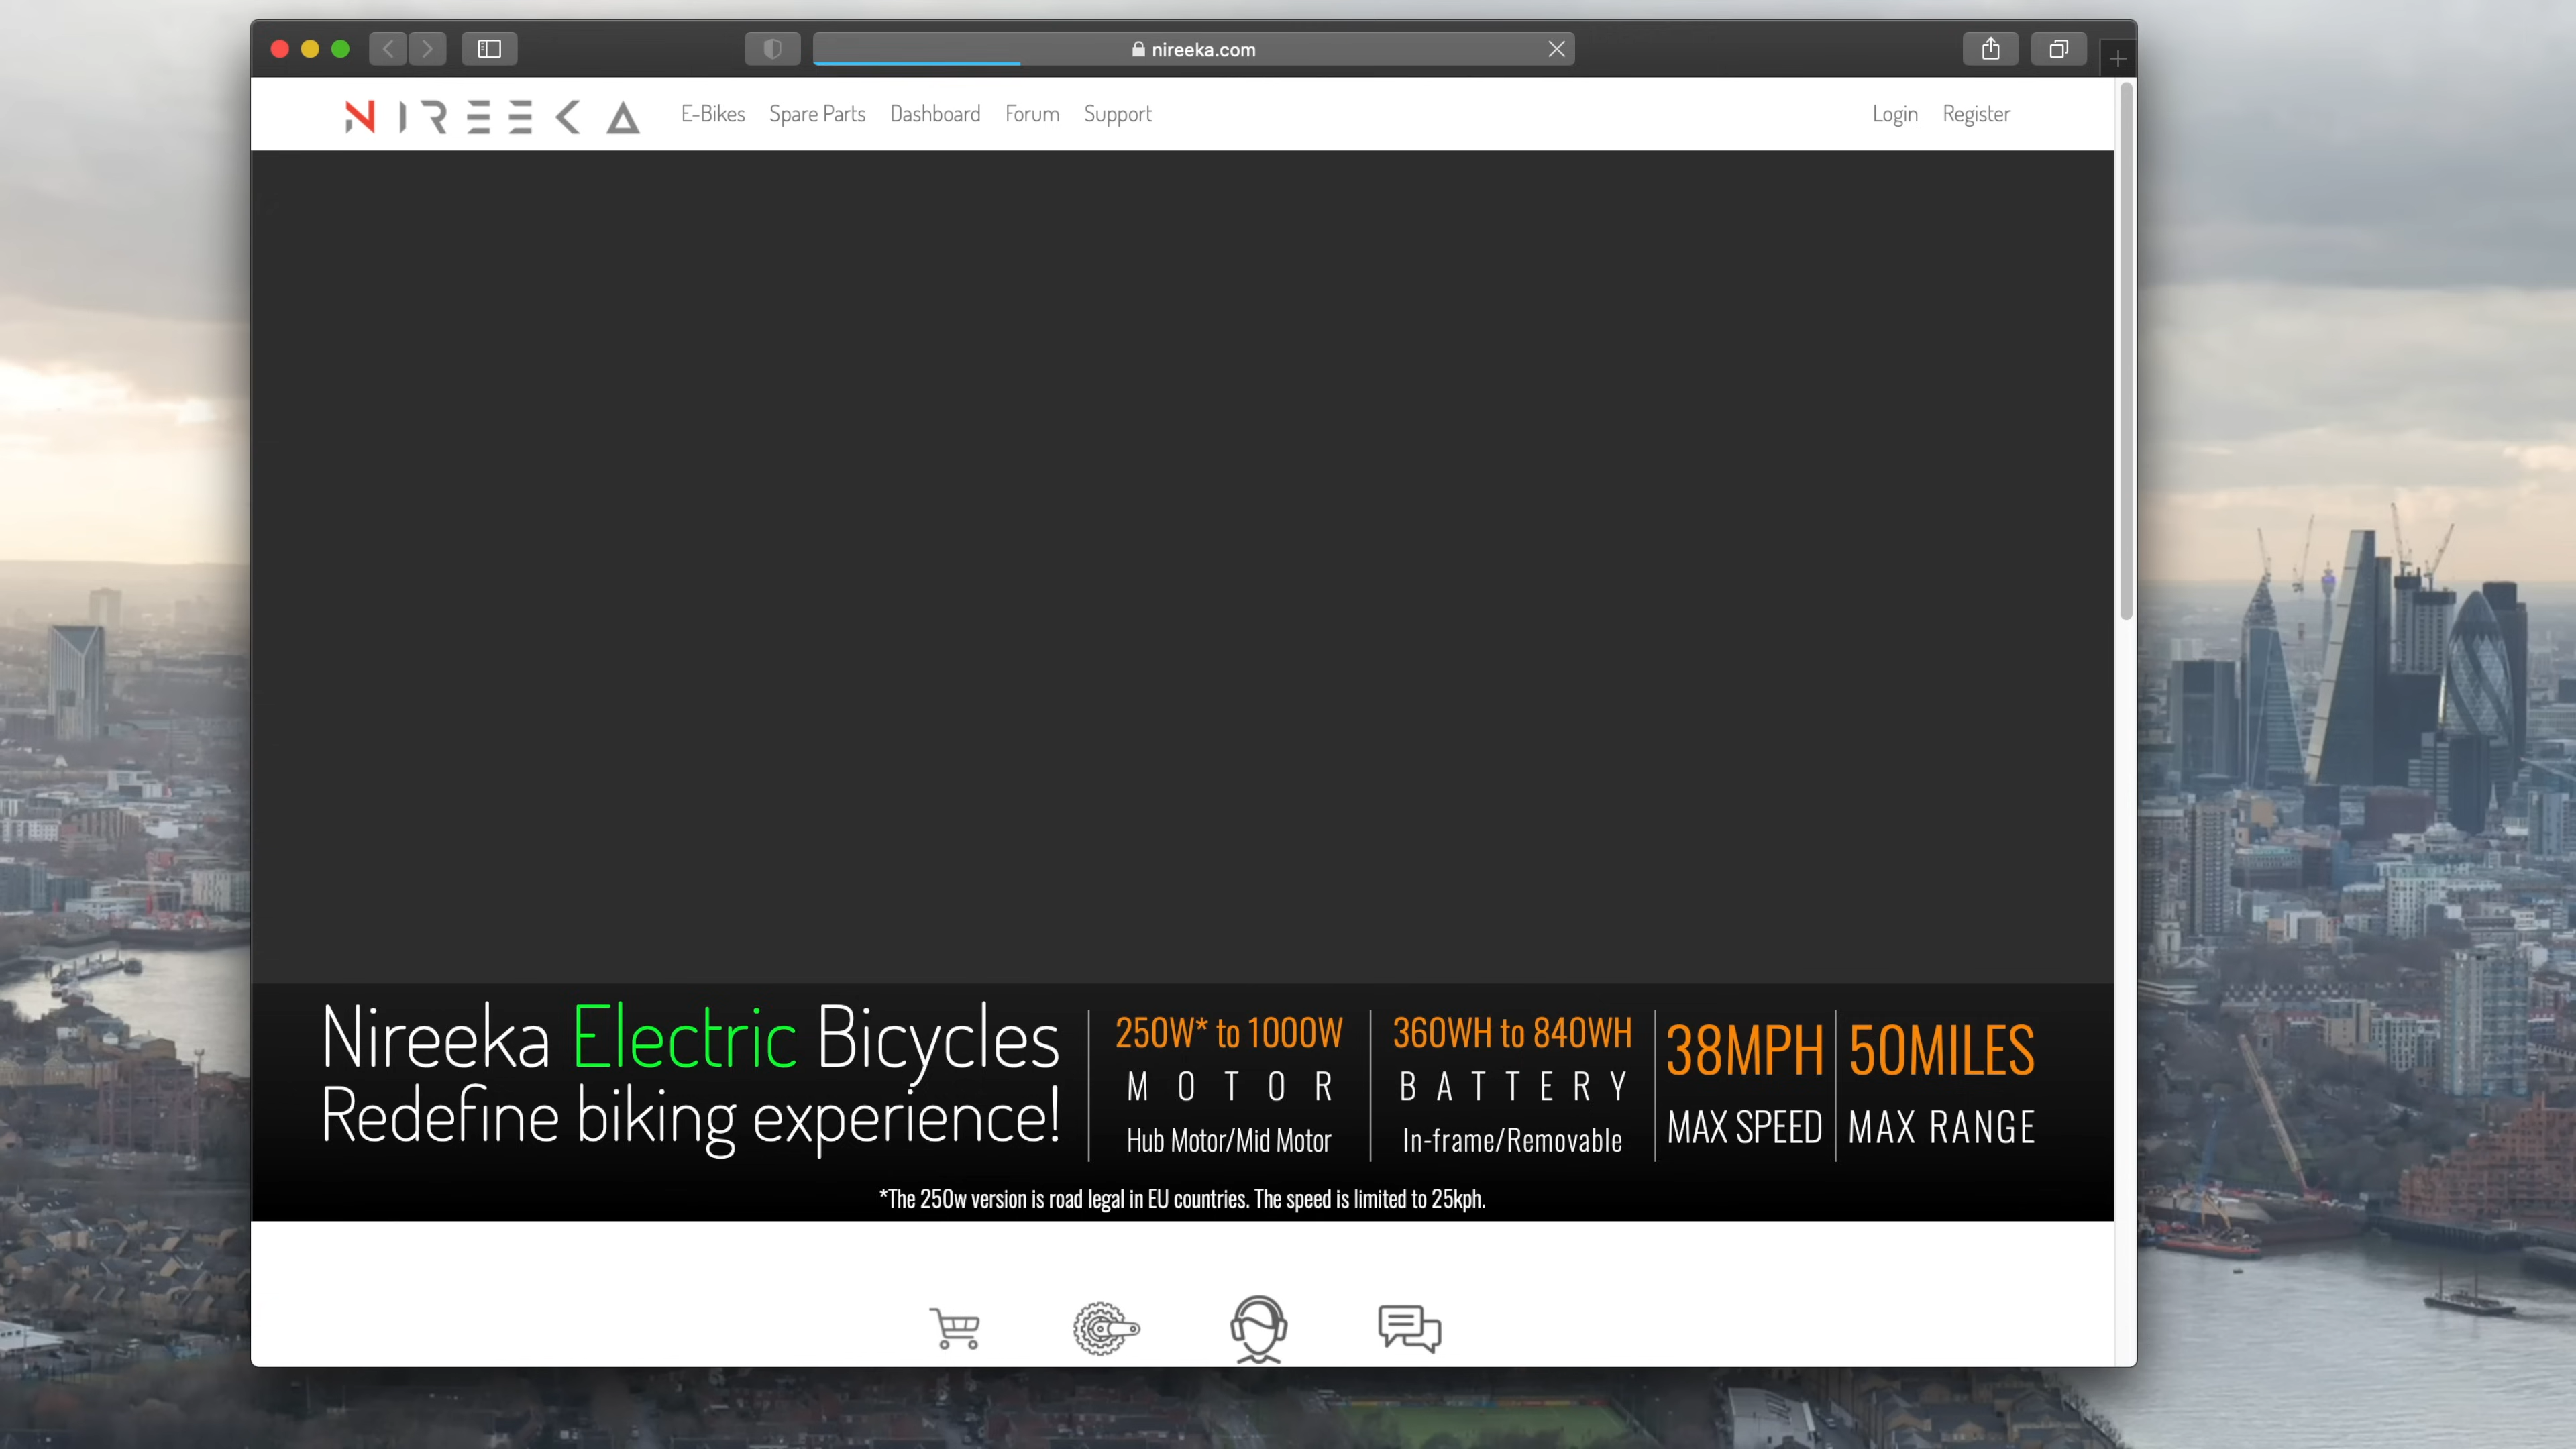 nireeka.com
NIREEKA E-Bikes Spare Parts Dashboard Forum Support Login Register
Nireeka Electric Bicycles
Redefine biking experience!
250W* to 1000W
MOTOR
Hub Motor/Mid Motor
360WH to 840WH
BATTERY
In-frame/Removable
38MPH
MAX SPEED
50MILES
MAX RANGE
*The 250w version is road legal in EU countries. The speed is limited to 25kph.